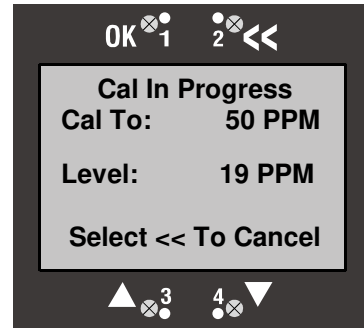 OK 1 2 <<
Cal In Progress
Cal To: 50 PPM
Level: 19 PPM
Select << To Cancel
3 4